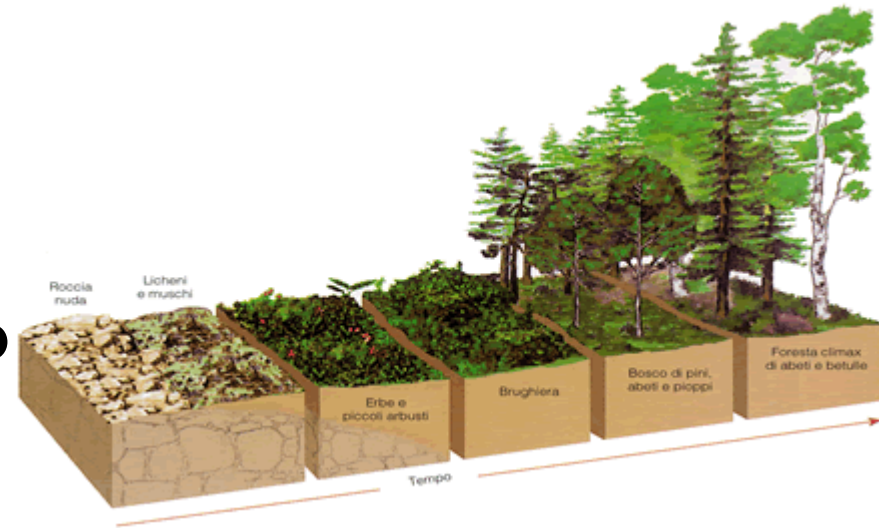 Roccia
nuda
Licheni
e muschi
Erbe e
piccoli arbusti
Brughiera
Bosco di pini,
abeti e pioppi
Foresta climax
di abeti e betulle
Tempo